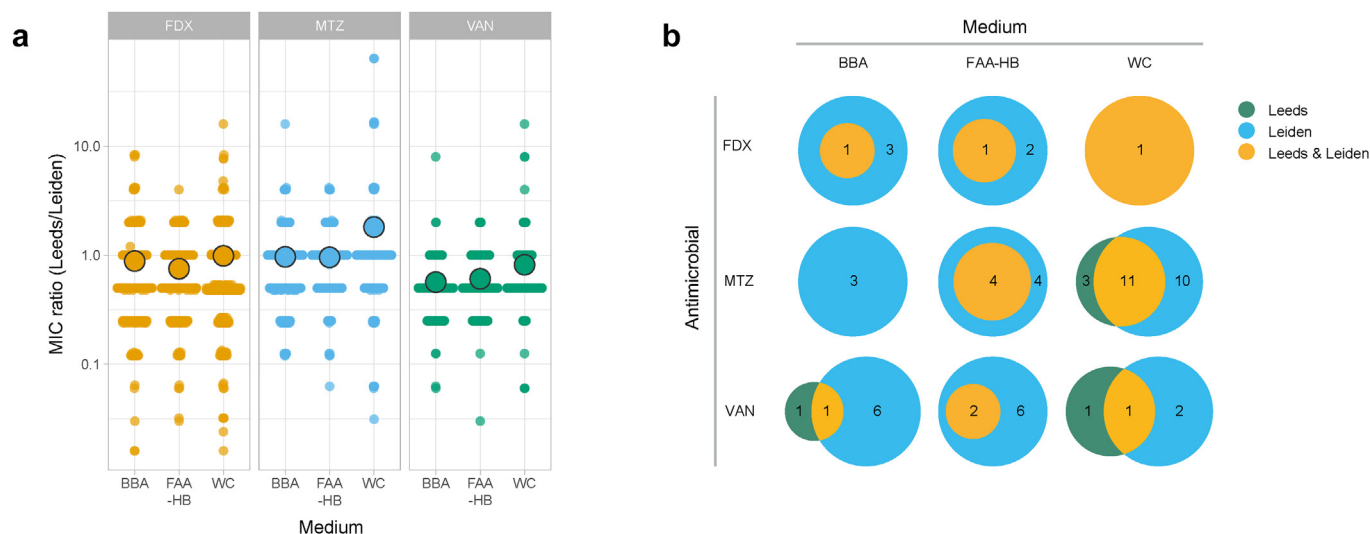 a
FDX
MTZ
VAN
MIC ratio (Leeds/Leiden)
10.0
1.0
0.1
BBA
FAA
-HB
WC
BBA
FAA
-HB
WC
BBA
FAA
-HB
WC
Medium
b
Medium
BBA
FAA-HB
WC
Antimicrobial
FDX
1
3
1
2
1
MTZ
3
4
4
3
11
10
VAN
1
1
6
2
6
1
1
2
Leeds
Leiden
Leeds & Leiden